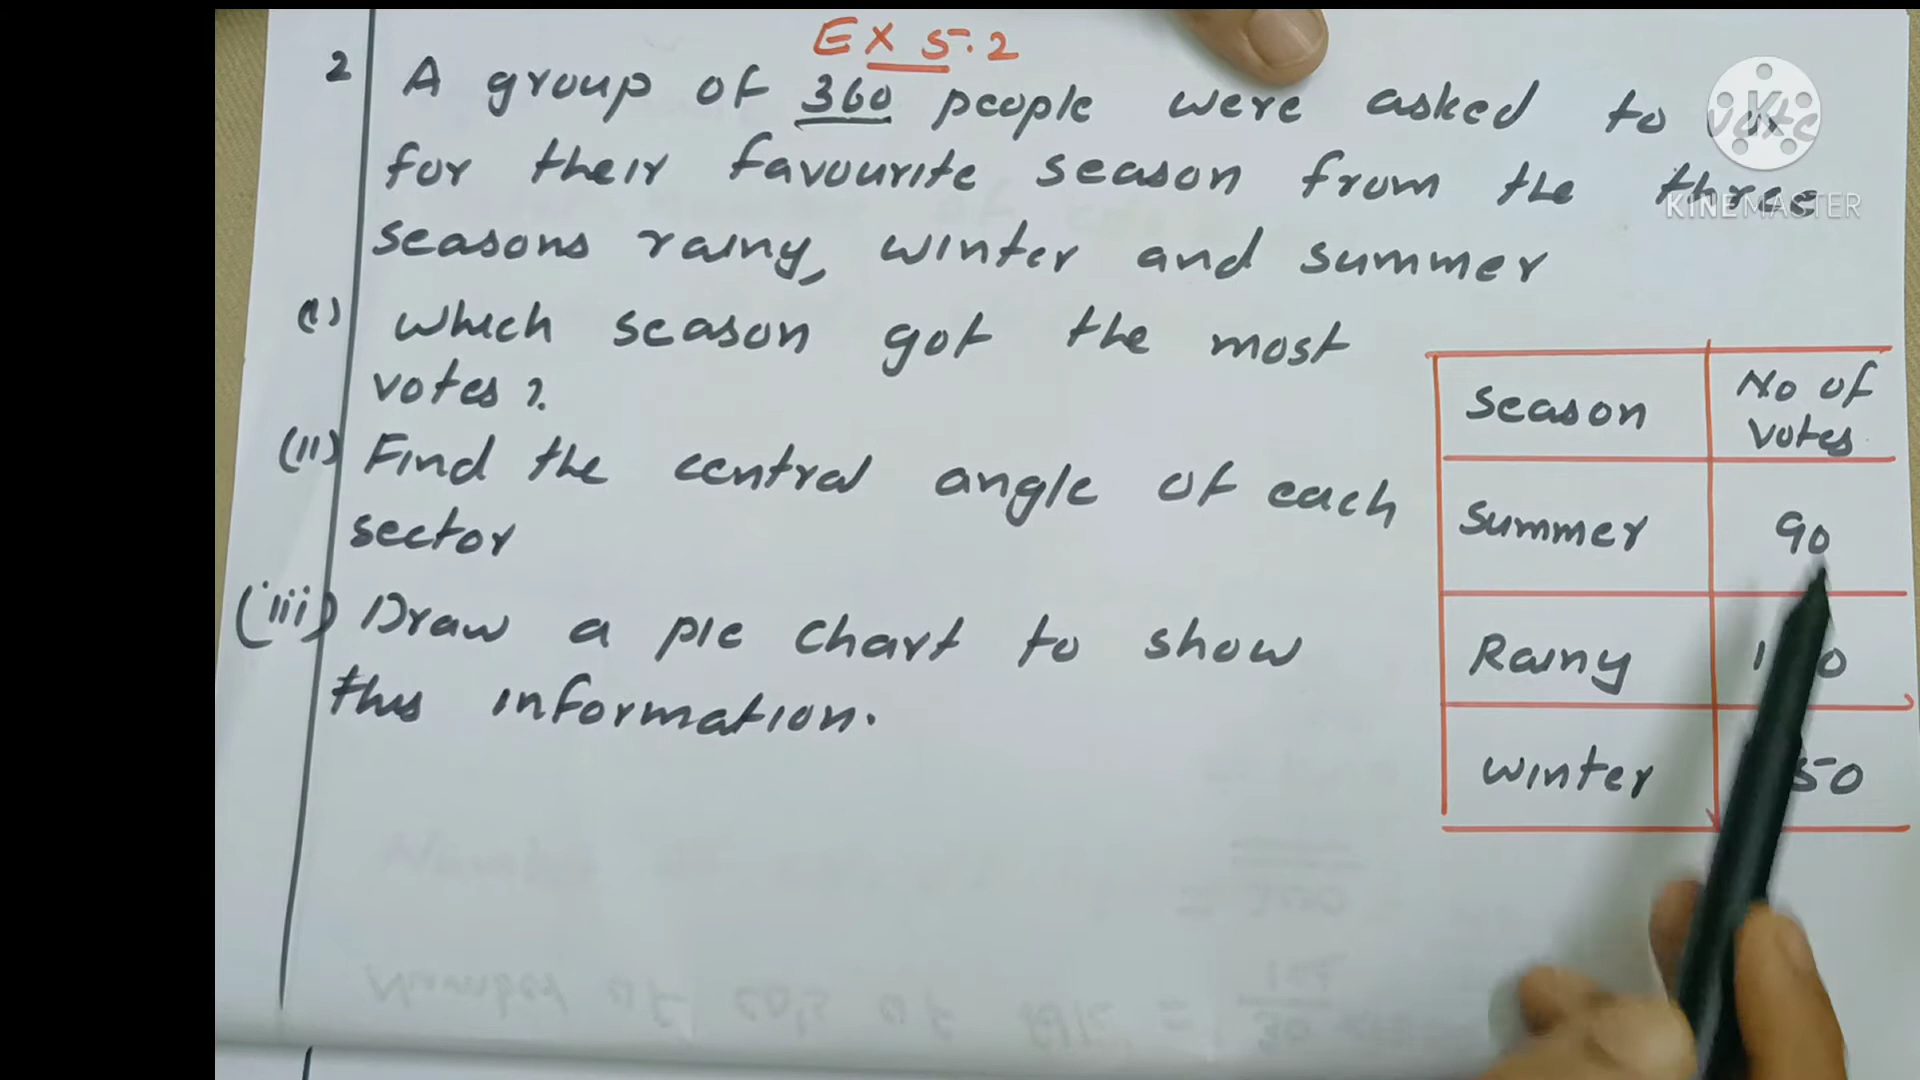 Ex 5.2
2 A group of 360 people were asked to vote
for their favourite season from the three
seasons rainy, winter and summer
(i) which season got the most
votes?
(ii) Find the central angle of each
sector
(iii) Draw a pie chart to show
this information.
Season No of Votes
Summer 90
Rainy
Winter
KINEMASTER